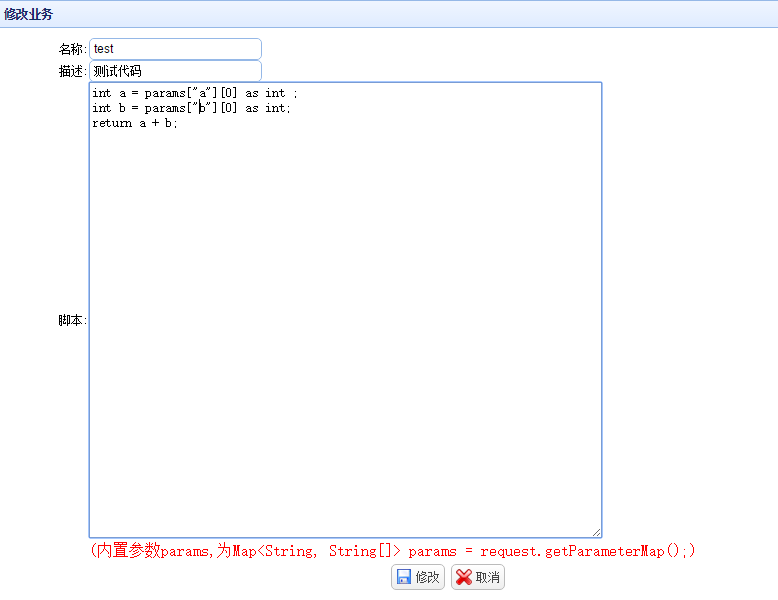 修改业务
名称: test
描述: 测试代码
int a = params["a"][0] as int ;
int b = params["b"][0] as int;
return a + b;
脚本:
(内置参数params,为Map<String, String[]> params = request.getParameterMap();)
修改 取消